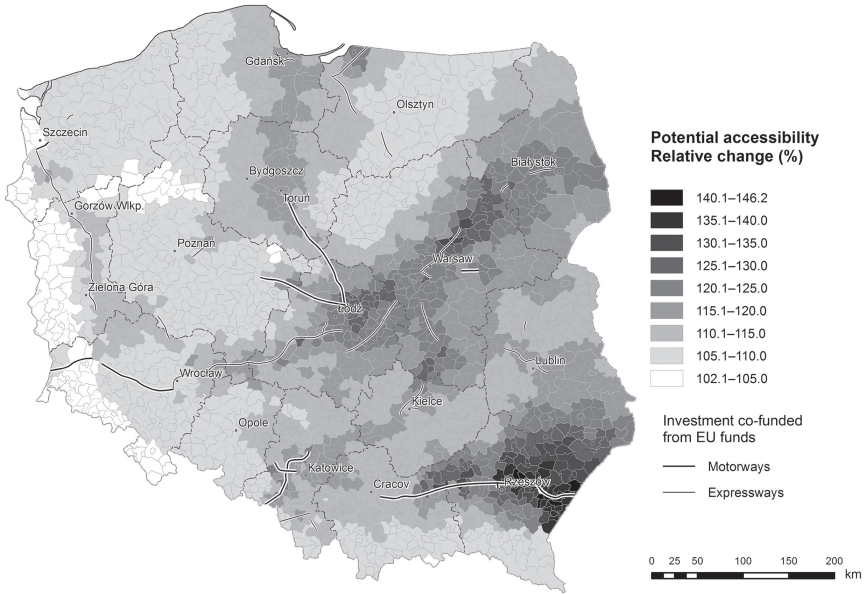 Gdańsk
Olsztyn
Szczecin
Białystok
Bydgoszcz
Toruń
Gorzów Wlkp.
Poznań
Warsaw
Zielona Góra
Łódź
Wrocław
Lublin
Kielce
Opole
Katowice
Cracov
Rzeszów
Potential accessibility
Relative change (%)
140.1–146.2
135.1–140.0
130.1–135.0
125.1–130.0
120.1–125.0
115.1–120.0
110.1–115.0
105.1–110.0
102.1–105.0
Investment co-funded
from EU funds
Motorways
Expressways
0 25 50 100 150 200
km